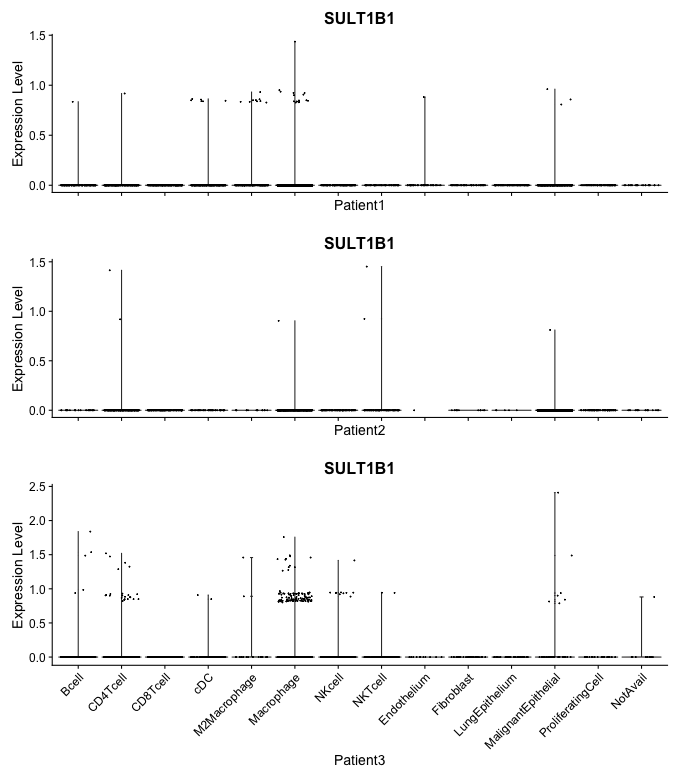 SULT1B1
Expression Level
1.5
1.0
0.5
0.0
Patient1
SULT1B1
Expression Level
1.5
1.0
0.5
0.0
Patient2
SULT1B1
Expression Level
2.5
2.0
1.5
1.0
0.5
0.0
Bcell
CD4Tcell
CD8Tcell
cDC
M2Macrophage
Macrophage
NKcell
NKTcell
Endothelium
Fibroblast
LungEpithelium
MalignantEpithelial
ProliferatingCell
NotAvail
Patient3